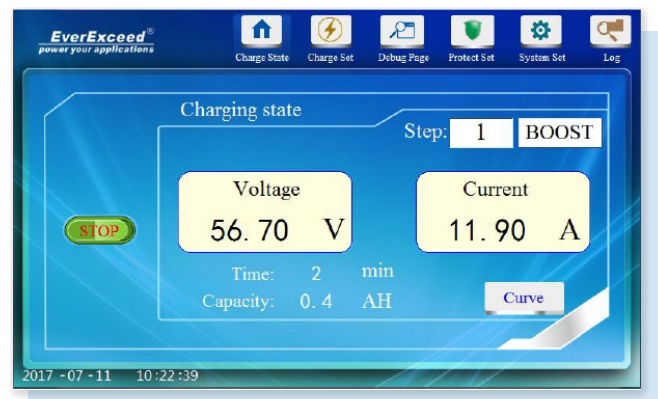 EverExceed®
power your applications
Charge State
Charge Set
Debug Page
Protect Set
System Set
Log
Charging state
Step: 1 BOOST
Voltage
56.70 V
Current
11.90 A
STOP
Time: 2 min
Capacity: 0.4 AH
Curve
2017-07-11 10:22:39